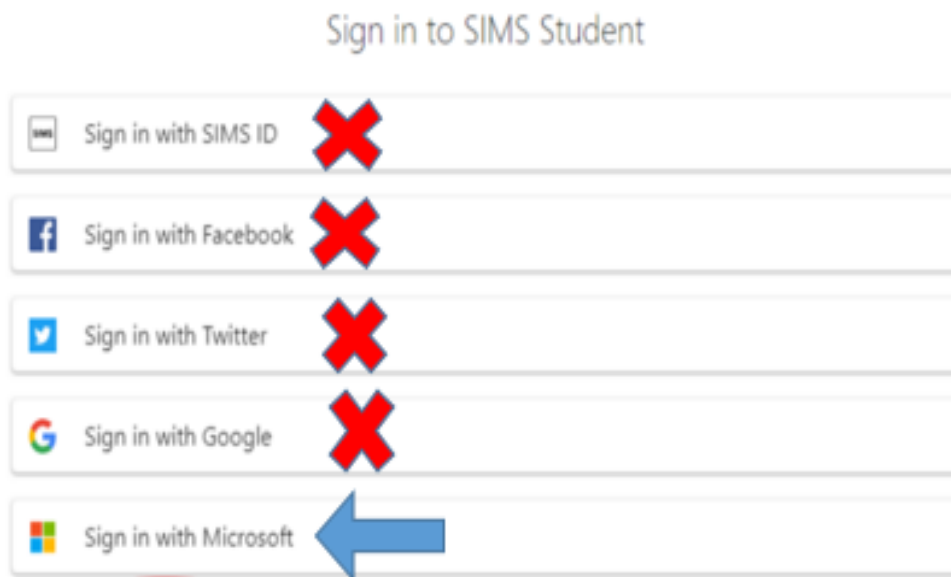 Sign in to SIMS Student
Sign in with SIMS ID
Sign in with Facebook
Sign in with Twitter
Sign in with Google
Sign in with Microsoft